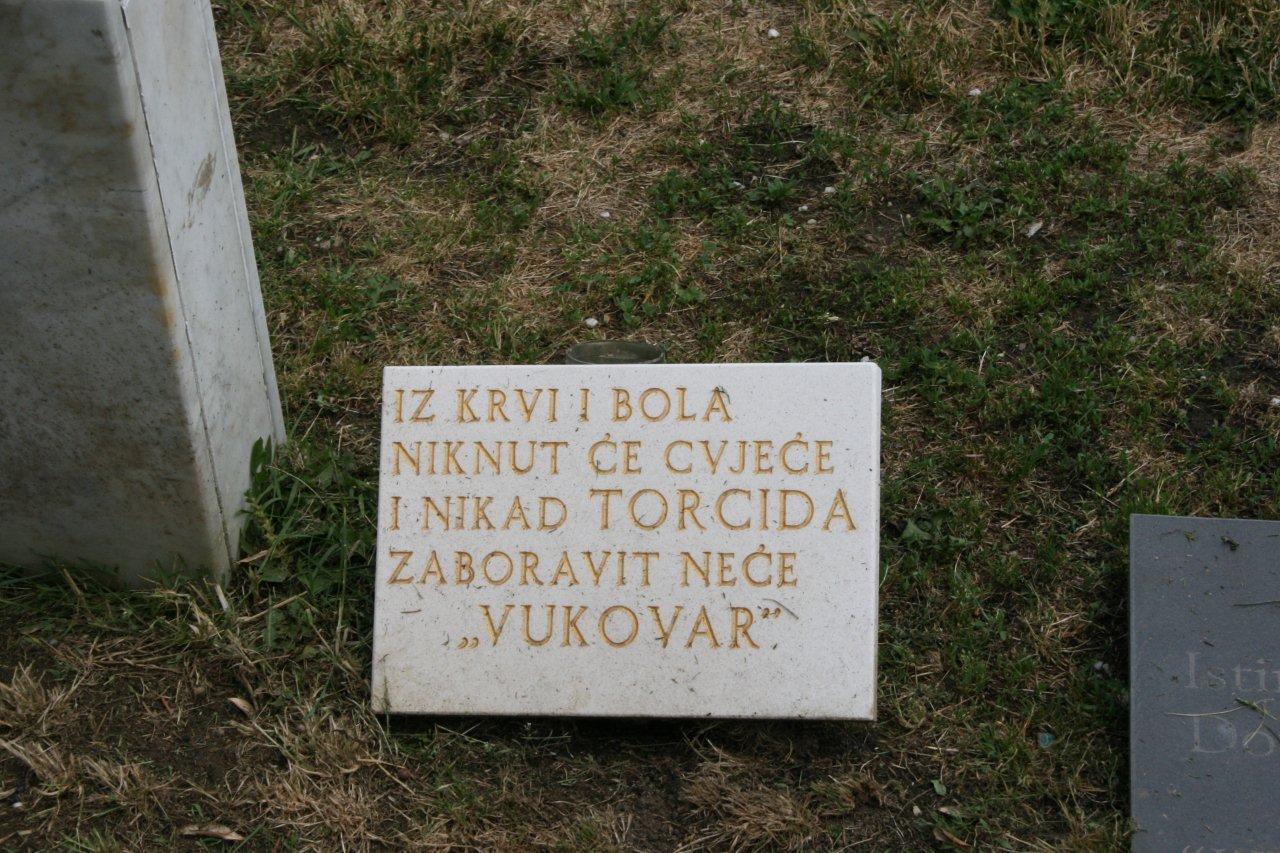 IZ KRVI I BOLA
NIKNUT ĆE CVJEĆE
I NIKAD TORCIDA
ZABORAVIT NEĆE
„VUKOVAR”